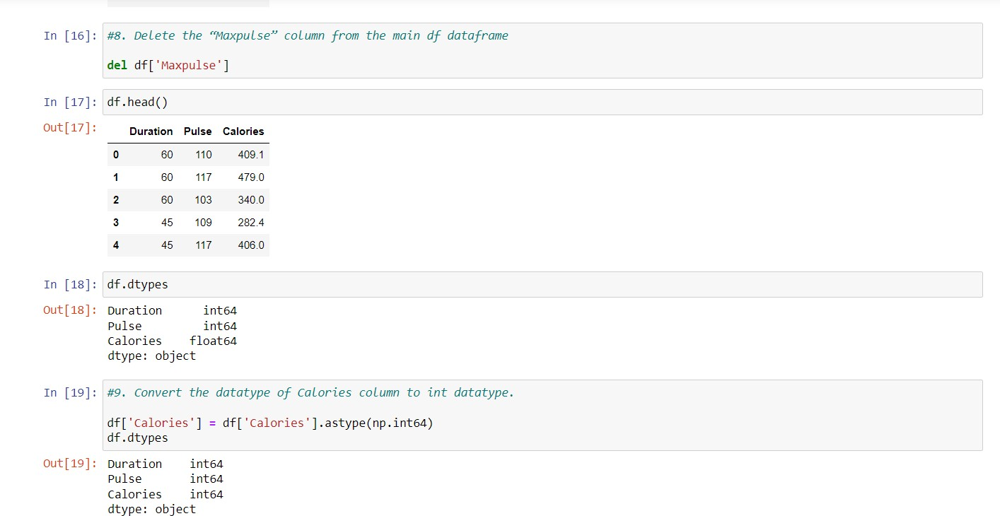 In [16]: #8. Delete the “Maxpulse” column from the main df dataframe
del df['Maxpulse']
In [17]: df.head()
Out[17]:
Duration Pulse Calories
0 60 110 409.1
1 60 117 479.0
2 60 103 340.0
3 45 109 282.4
4 45 117 406.0
In [18]: df.dtypes
Out[18]: Duration int64
Pulse int64
Calories float64
dtype: object
In [19]: #9. Convert the datatype of Calories column to int datatype.
df['Calories'] = df['Calories'].astype(np.int64)
df.dtypes
Out[19]: Duration int64
Pulse int64
Calories int64
dtype: object